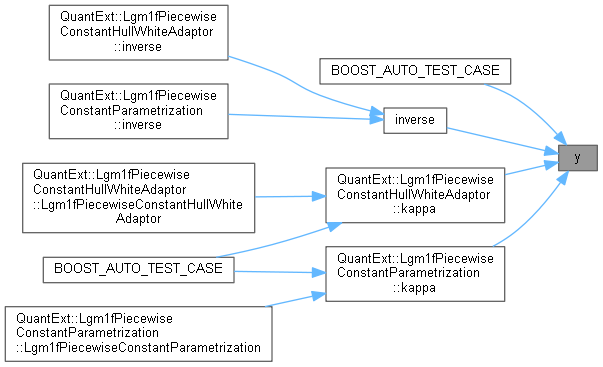 QuantExt::Lgm1fPiecewise
ConstantHullWhiteAdaptor
::inverse
BOOST_AUTO_TEST_CASE
QuantExt::Lgm1fPiecewise
ConstantParametrization
::inverse
inverse
y
QuantExt::Lgm1fPiecewise
ConstantHullWhiteAdaptor
::Lgm1fPiecewiseConstantHullWhite
Adaptor
QuantExt::Lgm1fPiecewise
ConstantHullWhiteAdaptor
::kappa
BOOST_AUTO_TEST_CASE
QuantExt::Lgm1fPiecewise
ConstantParametrization
::kappa
QuantExt::Lgm1fPiecewise
ConstantParametrization
::Lgm1fPiecewiseConstantParametrization